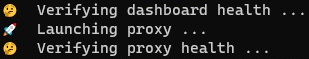 🤔 Verifying dashboard health ...
🚀 Launching proxy ...
🤔 Verifying proxy health ...